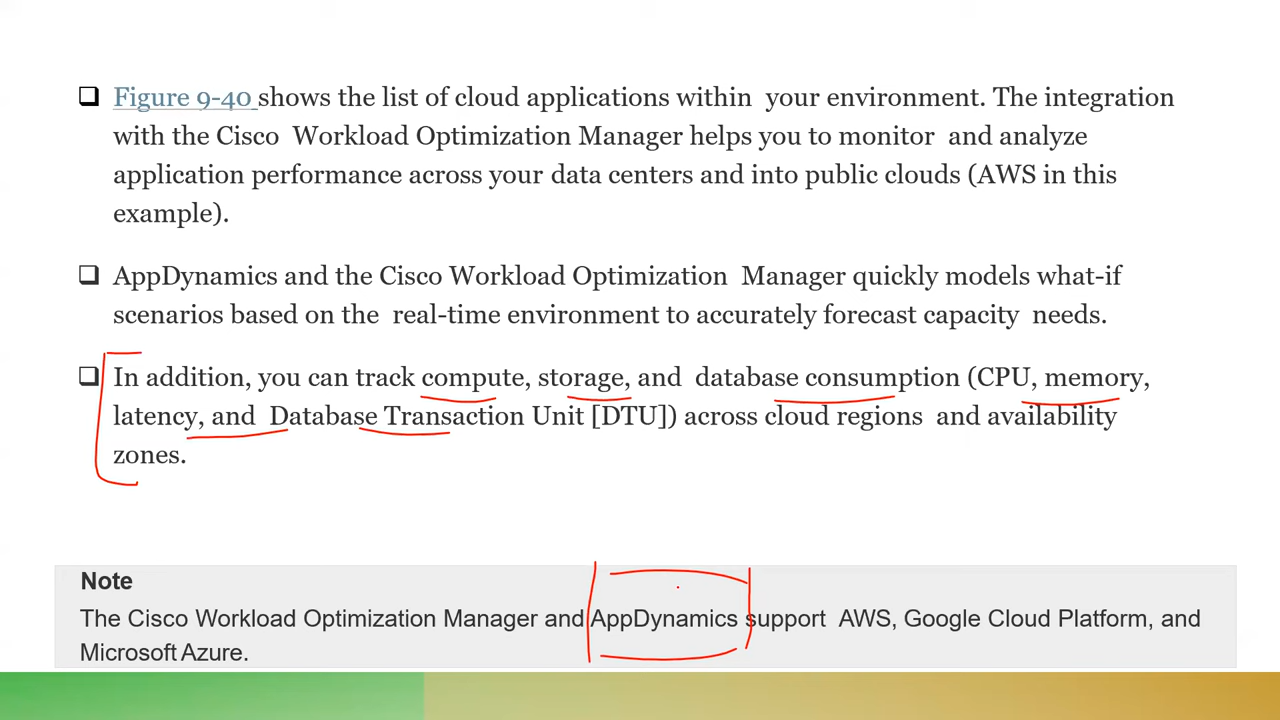 Figure 9-40 shows the list of cloud applications within your environment. The integration
with the Cisco Workload Optimization Manager helps you to monitor and analyze
application performance across your data centers and into public clouds (AWS in this
example).
AppDynamics and the Cisco Workload Optimization Manager quickly models what-if
scenarios based on the real-time environment to accurately forecast capacity needs.
In addition, you can track compute, storage, and database consumption (CPU, memory,
latency, and Database Transaction Unit [DTU]) across cloud regions and availability
zones.
Note
The Cisco Workload Optimization Manager and AppDynamics support AWS, Google Cloud Platform, and
Microsoft Azure.